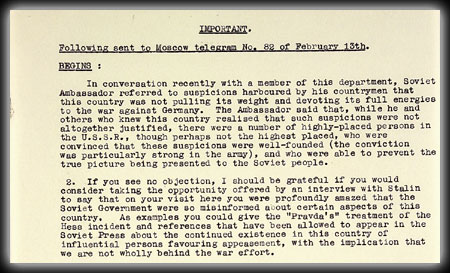 IMPORTANT.
Following sent to Moscow telegram No. 82 of February 13th.
BEGINS :
In conversation recently with a member of this department, Soviet
Ambassador referred to suspicions harboured by his countrymen that
this country was not pulling its weight and devoting its full energies
to the war against Germany. The Ambassador said that, while he and
others who knew this country realised that such suspicions were not
altogether justified, there were a number of highly-placed persons in
the U.S.S.R., though perhaps not the highest placed, who were
convinced that these suspicions were well-founded (the conviction
was particularly strong in the army), and who were able to prevent the
true picture being presented to the Soviet people.
2. If you see no objection, I should be grateful if you would
consider taking the opportunity offered by an interview with Stalin
to say that on your visit here you were profoundly amazed that the
Soviet Government were so misinformed about certain aspects of this
country. As examples you could give the "Pravda's" treatment of the
Hess incident and references that have been allowed to appear in the
Soviet Press about the continued existence in this country of
influential persons favouring appeasement, with the implication that
we are not wholly behind the war effort.